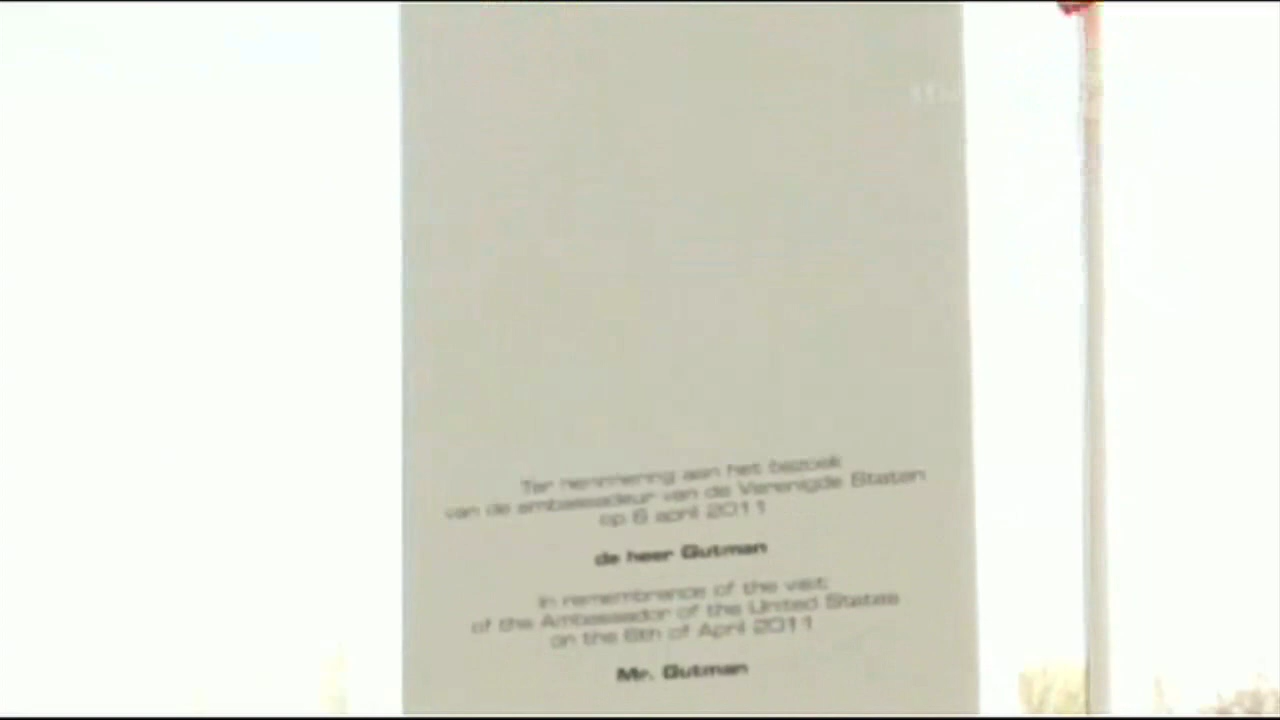 Ter herinnering aan het bezoek
van de ambassadeur van de Verenigde Staten
op 6 april 2011
de heer Gutman
In remembrance of the visit
of the Ambassador of the United States
on the 6th of April 2011
Mr. Gutman